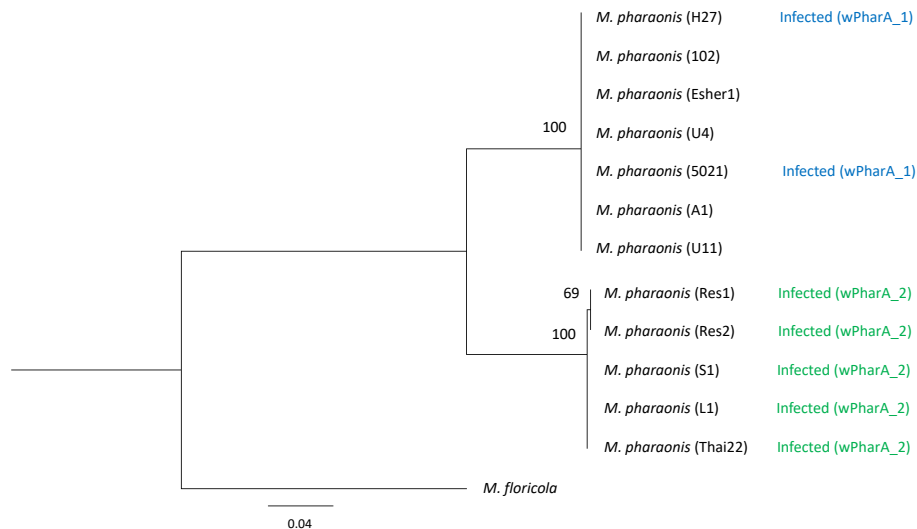 M. pharaonis (H27) Infected (wPharA_1)
M. pharaonis (102)
M. pharaonis (Esher1)
100 M. pharaonis (U4)
M. pharaonis (5021) Infected (wPharA_1)
M. pharaonis (A1)
M. pharaonis (U11)
69 M. pharaonis (Res1) Infected (wPharA_2)
100 M. pharaonis (Res2) Infected (wPharA_2)
M. pharaonis (S1) Infected (wPharA_2)
M. pharaonis (L1) Infected (wPharA_2)
M. pharaonis (Thai22) Infected (wPharA_2)
M. floricola
0.04